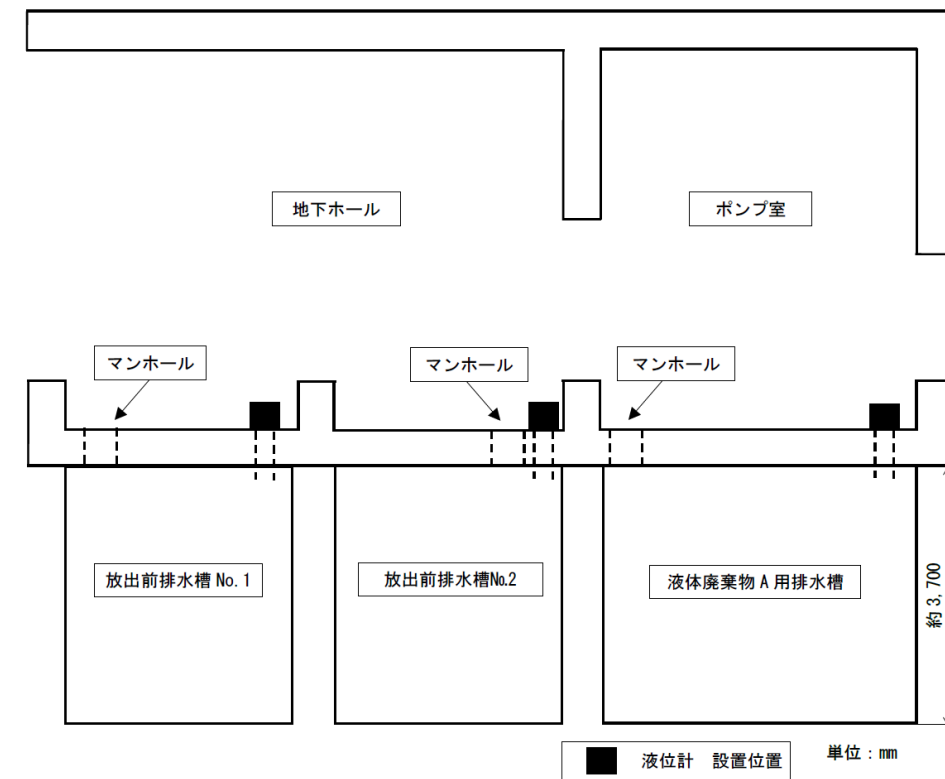 地下ホール
ポンプ室
マンホール
マンホール
マンホール
放出前排水槽 No. 1
放出前排水槽№2
液体廃棄物 A 用排水槽
約 3,700
液位計　設置位置
単位：mm